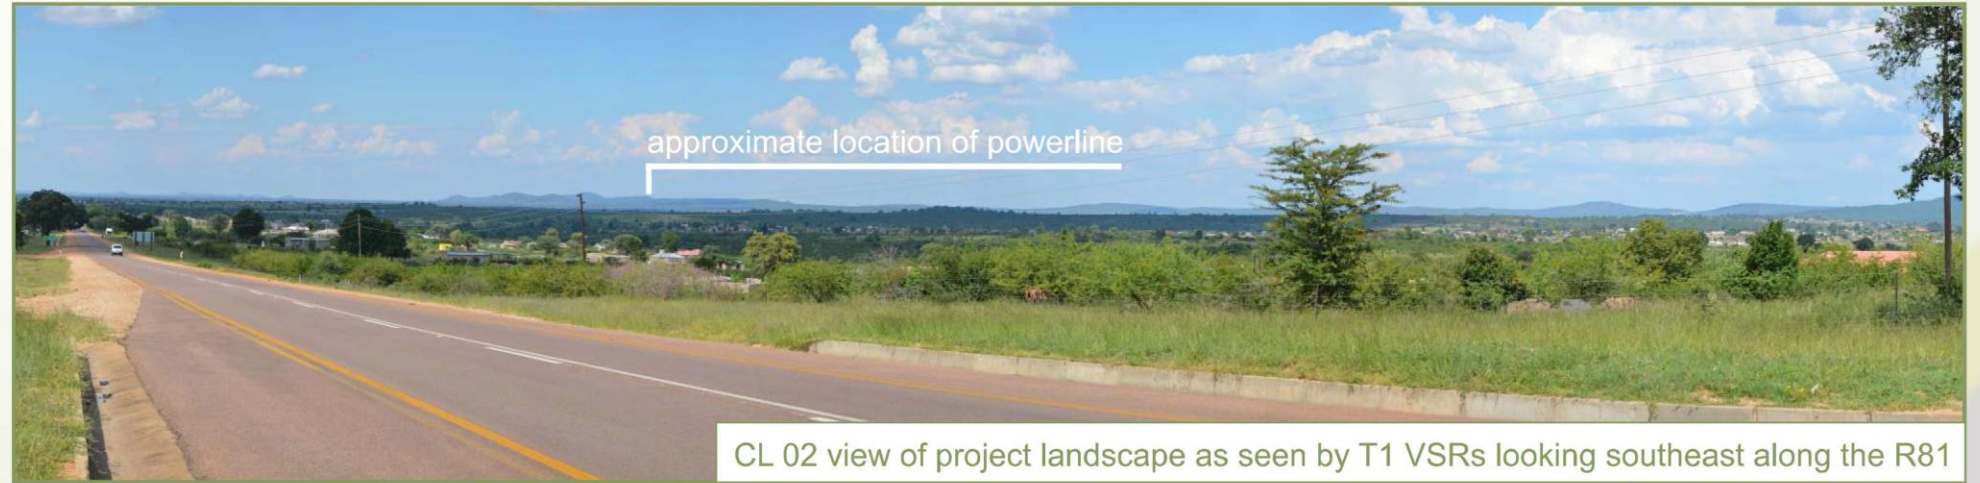 approximate location of powerline
CL 02 view of project landscape as seen by T1 VSRs looking southeast along the R81